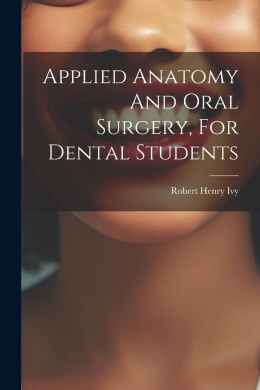 Applied Anatomy
And Oral
Surgery, For
Dental Students
Robert Henry Ivy